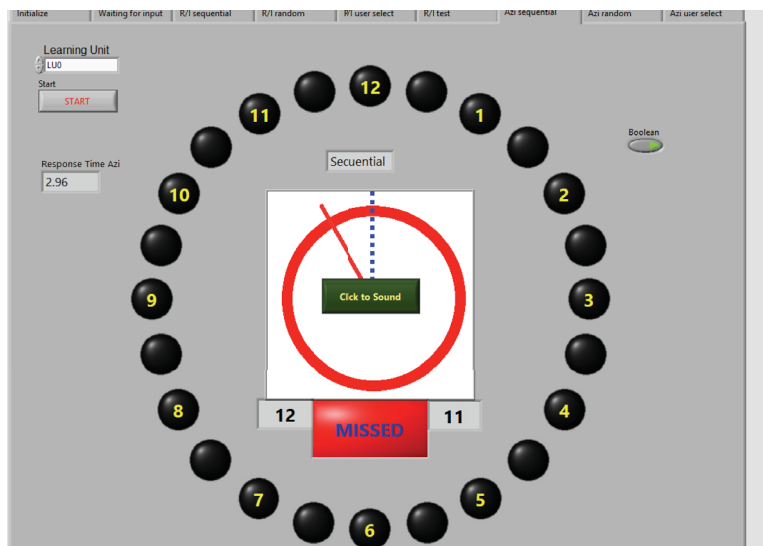 Initialize Waiting for input R/I sequential R/I random R/I user select R/I test Azi sequential Azi random Azi user select
Learning Unit
LU0
Start
START
Response Time Azi
2.96
Boolean
Secuential
12
11
1
10
2
9
3
8
4
7
5
6
Clck to Sound
12
MISSED
11